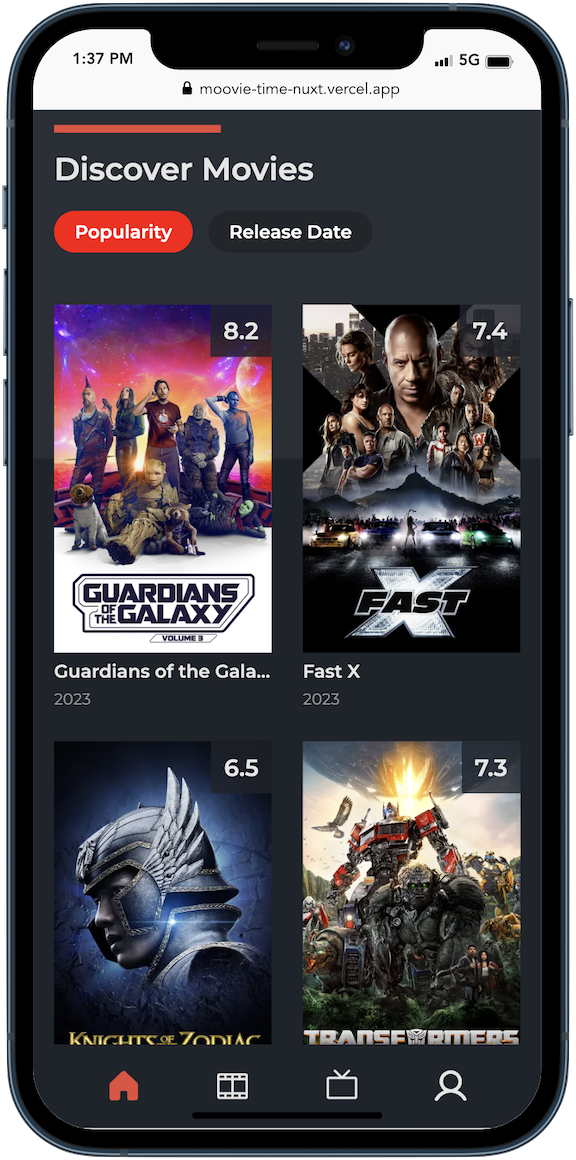 1:37 PM
5G
moovie-time-nuxt.vercel.app
Discover Movies
Popularity
Release Date
8.2
7.4
GUARDIANS
OF THE
GALAXY
VOLUME 3
FAST
X
Guardians of the Gala...
Fast X
2023
2023
6.5
7.3
KNIGHTS OF THE ZODIAC
TRANSFORMERS